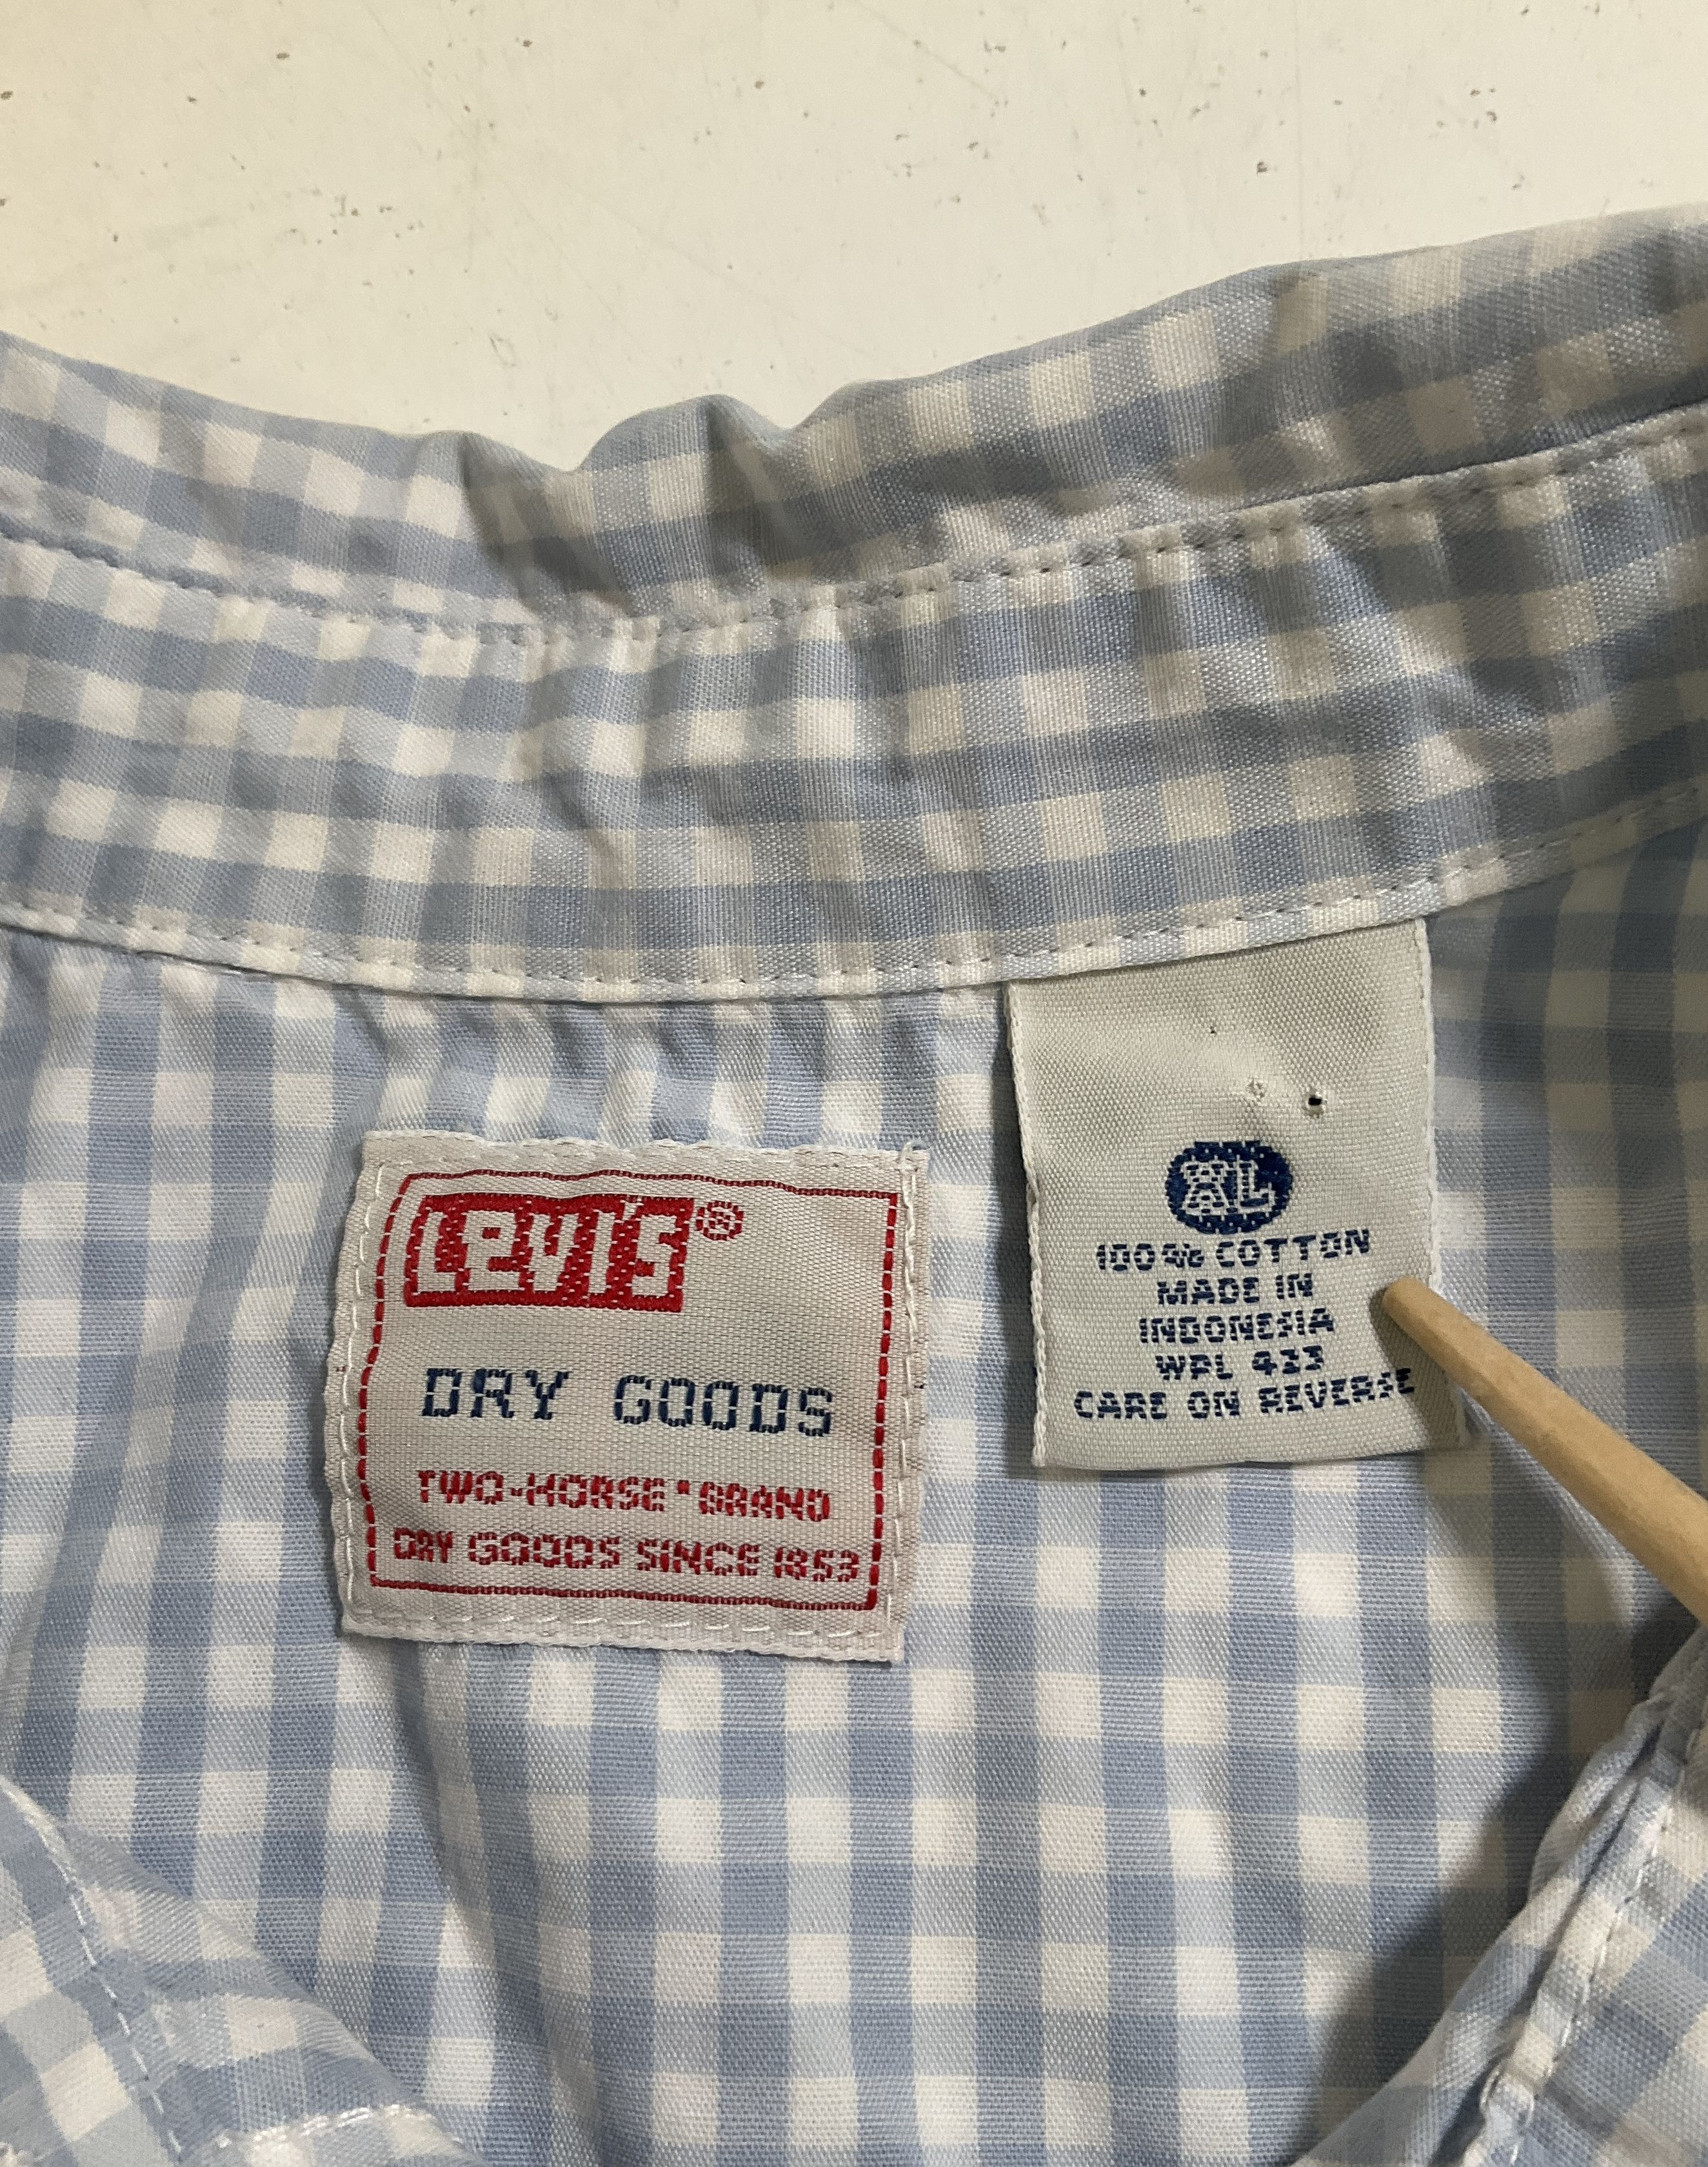 LEVI'S®
DRY GOODS
TWO-HORSE • BRAND
DRY GOODS SINCE 1853
XL
100% COTTON
MADE IN
INDONESIA
WPL 433
CARE ON REVERSE